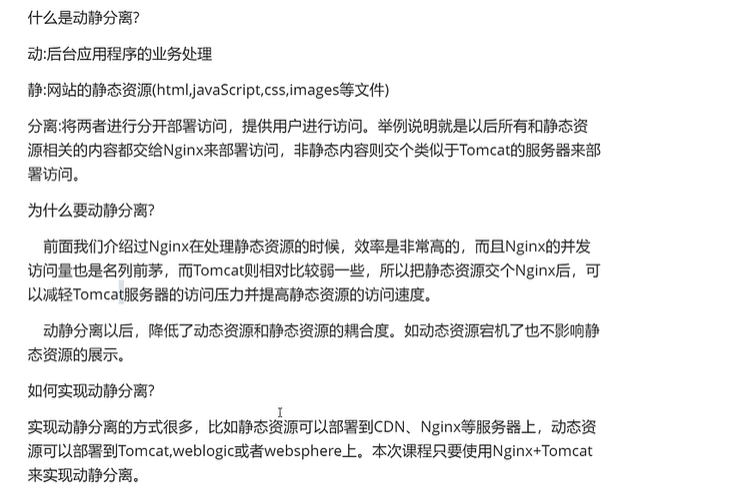 什么是动静分离?
动:后台应用程序的业务处理
静:网站的静态资源(html,javaScript,css,images等文件)
分离:将两者进行分开部署访问，提供用户进行访问。举例说明就是以后所有和静态资
源相关的内容都交给Nginx来部署访问，非静态内容则交个类似于Tomcat的服务器来部
署访问。
为什么要动静分离?
前面我们介绍过Nginx在处理静态资源的时候，效率是非常高的，而且Nginx的并发
访问量也是名列前茅，而Tomcat则相对比较弱一些，所以把静态资源交个Nginx后，可
以减轻Tomcat服务器的访问压力并提高静态资源的访问速度。
动静分离以后，降低了动态资源和静态资源的耦合度。如动态资源宕机了也不影响静
态资源的展示。
如何实现动静分离?
实现动静分离的方式很多，比如静态资源可以部署到CDN、Nginx等服务器上，动态资
源可以部署到Tomcat,weblogic或者websphere上。本次课程只要使用Nginx+Tomcat
来实现动静分离。